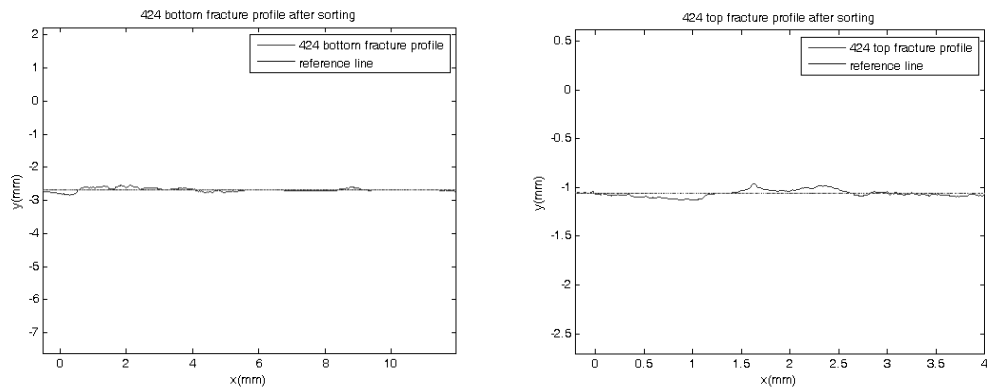 424 bottom fracture profile after sorting
424 bottom fracture profile
reference line
2
1
0
-1
-2
-3
-4
-5
-6
-7
y(mm)
0 2 4 6 8 10
x(mm)
424 top fracture profile after sorting
424 top fracture profile
reference line
0.5
0
-0.5
-1
-1.5
-2
-2.5
y(mm)
0 0.5 1 1.5 2 2.5 3 3.5 4
x(mm)